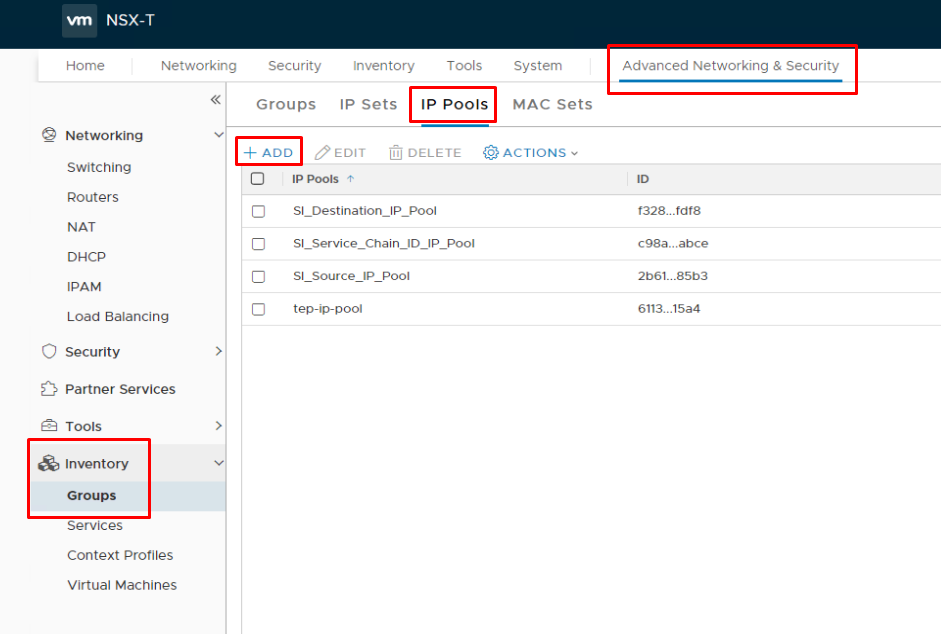 vm NSX-T
Home Networking Security Inventory Tools System Advanced Networking & Security
Groups IP Sets IP Pools MAC Sets
+ ADD EDIT DELETE ACTIONS
Networking
Switching
Routers
NAT
DHCP
IPAM
Load Balancing
Security
Partner Services
Tools
Inventory
Groups
Services
Context Profiles
Virtual Machines
IP Pools ↑ ID
SI_Destination_IP_Pool f328...fdf8
SI_Service_Chain_ID_IP_Pool c98a...abce
SI_Source_IP_Pool 2b61...85b3
tep-ip-pool 6113...15a4